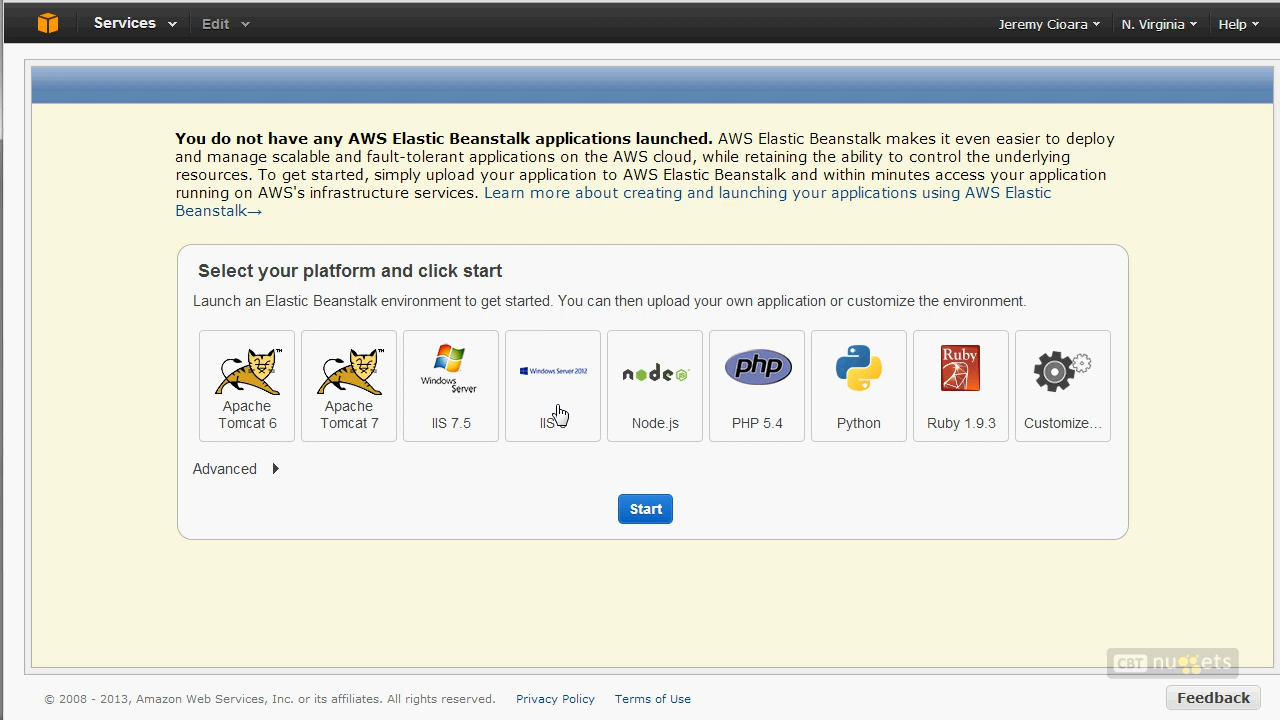 Services Edit Jeremy Cioara N. Virginia Help
You do not have any AWS Elastic Beanstalk applications launched. AWS Elastic Beanstalk makes it even easier to deploy
and manage scalable and fault-tolerant applications on the AWS cloud, while retaining the ability to control the underlying
resources. To get started, simply upload your application to AWS Elastic Beanstalk and within minutes access your application
running on AWS's infrastructure services. Learn more about creating and launching your applications using AWS Elastic
Beanstalk→
Select your platform and click start
Launch an Elastic Beanstalk environment to get started. You can then upload your own application or customize the environment.
Apache
Tomcat 6
Apache
Tomcat 7
Windows
Server
IIS 7.5
Windows Server 2012
IIS
node
Node.js
php
PHP 5.4
Python
Ruby
Ruby 1.9.3
Customize...
Advanced
Start
CBT nuggets
© 2008 - 2013, Amazon Web Services, Inc. or its affiliates. All rights reserved. Privacy Policy Terms of Use
Feedback